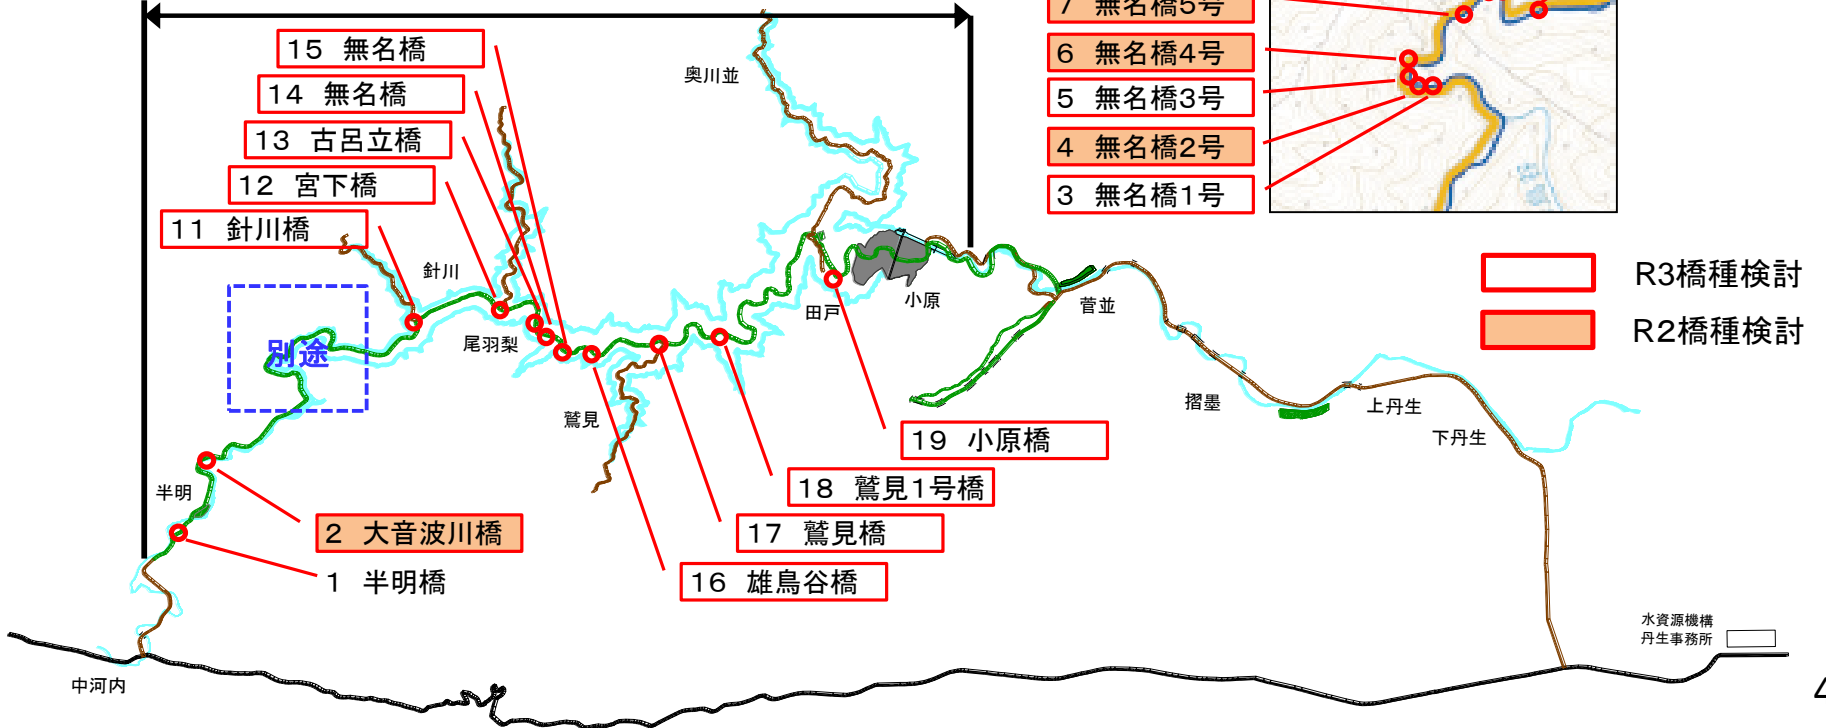 15 無名橋
14 無名橋
13 古呂立橋
12 宮下橋
11 針川橋
奥川並
7 無名橋5号
6 無名橋4号
5 無名橋3号
4 無名橋2号
3 無名橋1号
R3橋種検討
R2橋種検討
針川
別途
尾羽梨
鷲見
田戸
小原
菅並
摺墨
上丹生
下丹生
半明
2 大音波川橋
1 半明橋
19 小原橋
18 鷲見1号橋
17 鷲見橋
16 雄鳥谷橋
中河内
水資源機構
丹生事務所
4